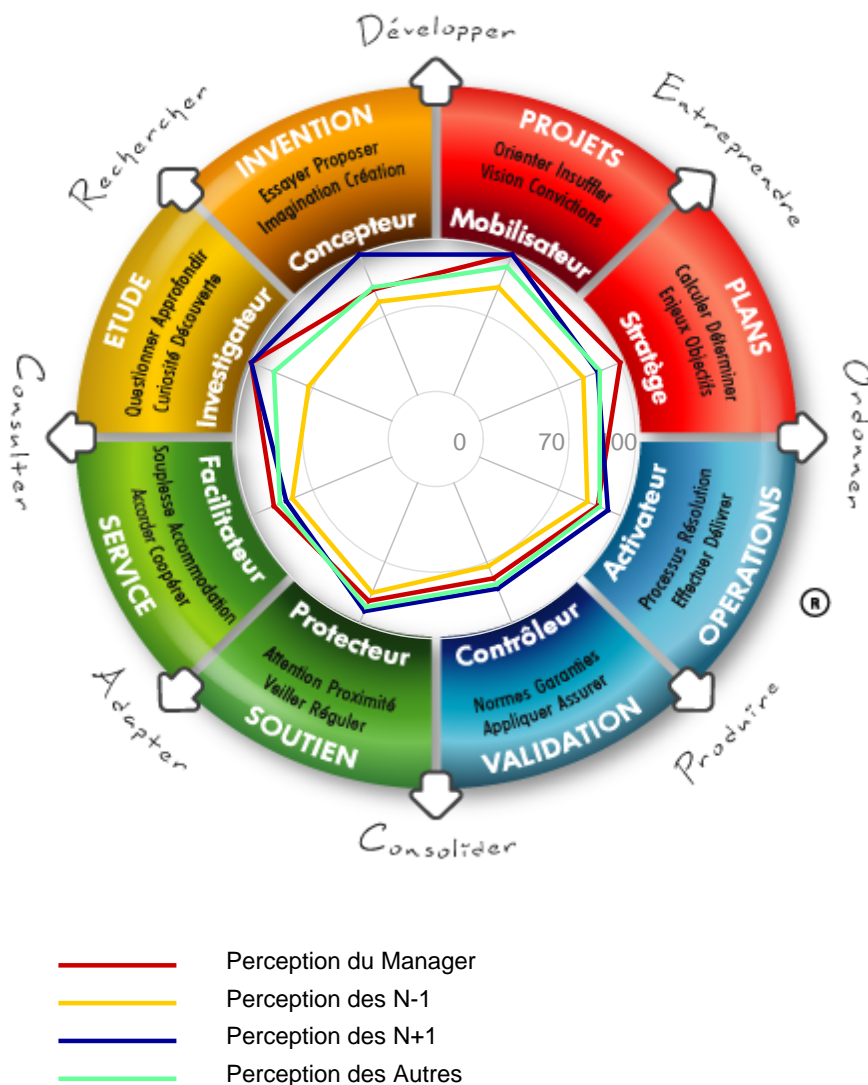 Développer
Rechercher
Entreprendre
INVENTION
Essayer Proposer
Imagination Création
Concepteur
PROJETS
Orienter Insuffler
Vision Convictions
Mobilisateur
ETUDE
Questionner Approfondir
Curiosité Découverte
Investigateur
PLANS
Calculer Déterminer
Enjeux Objectifs
Stratège
Consulter
Ordonner
0 70 00
SERVICE
Souplesse Accommodation
Accorder Coopérer
Facilitateur
OPERATIONS
Processus Résolution
Effectuer Délivrer
Activateur
®
Protecteur
Attention Proximité
Veiller Réguler
SOUTIEN
Contrôleur
Normes Garanties
Appliquer Assurer
VALIDATION
Adapter
Produire
Consolider
Perception du Manager
Perception des N-1
Perception des N+1
Perception des Autres